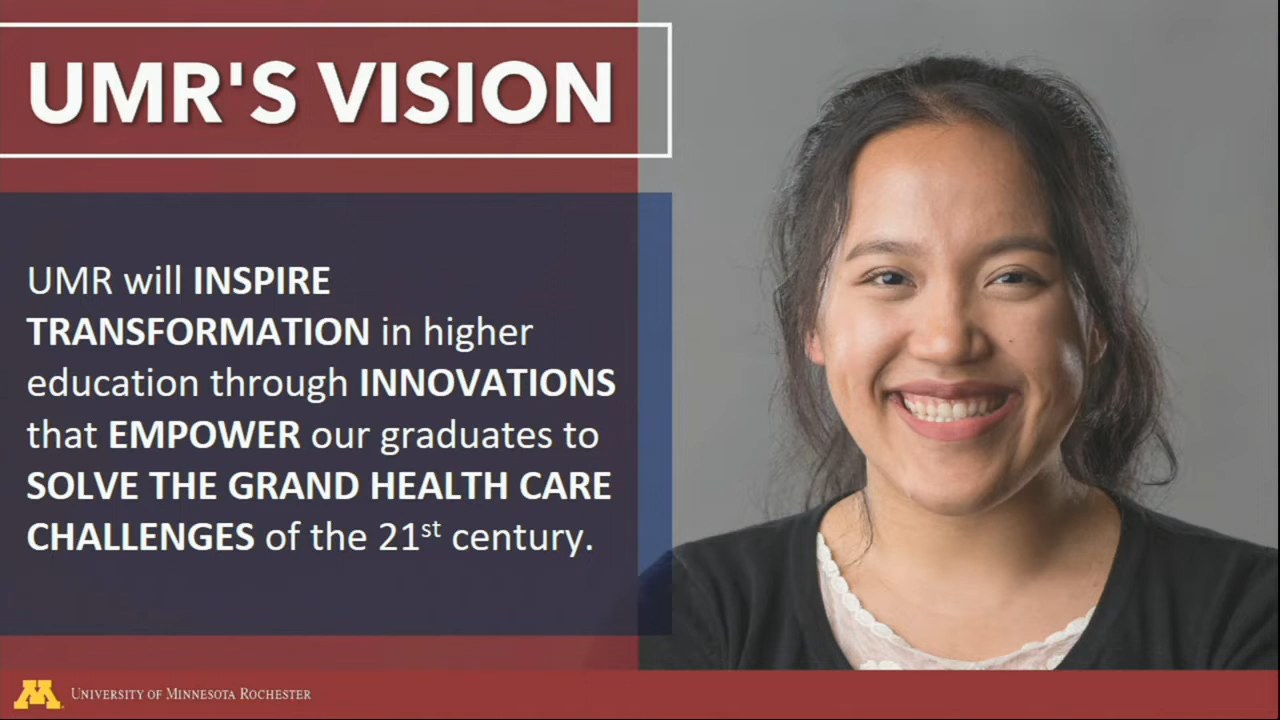 UMR'S VISION
UMR will INSPIRE
TRANSFORMATION in higher
education through INNOVATIONS
that EMPOWER our graduates to
SOLVE THE GRAND HEALTH CARE
CHALLENGES of the 21st century.
M
UNIVERSITY OF MINNESOTA ROCHESTER